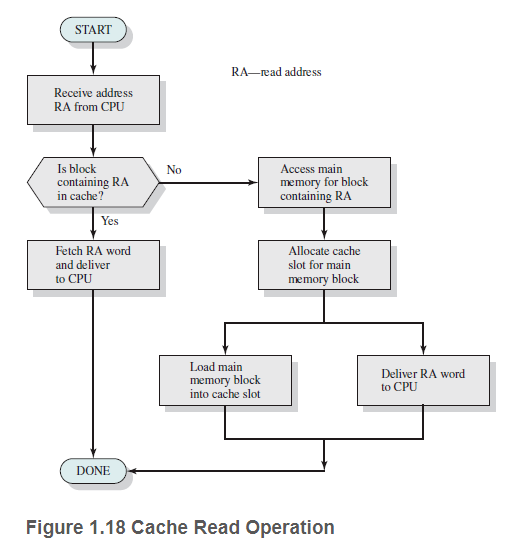 START
RA—read address
Receive address
RA from CPU
Is block
containing RA
in cache?
No
Yes
Access main
memory for block
containing RA
Fetch RA word
and deliver
to CPU
Allocate cache
slot for main
memory block
Load main
memory block
into cache slot
Deliver RA word
to CPU
DONE
Figure 1.18 Cache Read Operation